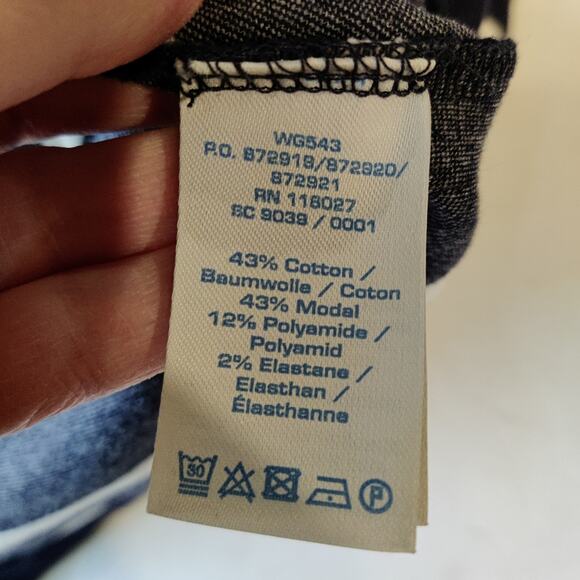 WG543
P.O. 872919/872920/
872921
RN 118027
SC 9039 / 0001
43% Cotton /
Baumwolle / Coton
43% Modal
12% Polyamide /
Polyamid
2% Elastane /
Elasthan /
Élasthanne
30
P